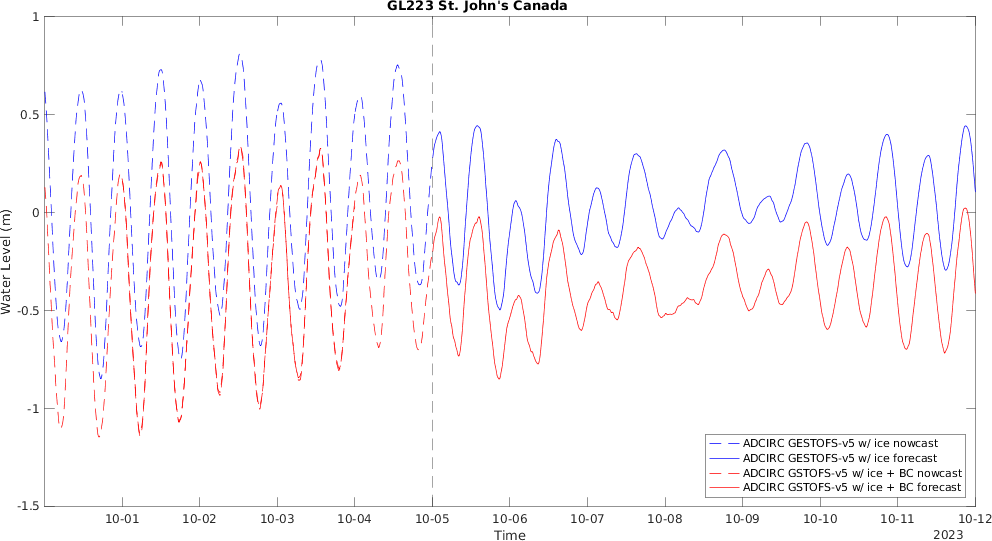 GL223 St. John's Canada
1
0.5
0
-0.5
-1
-1.5
Water Level (m)
ADCIRC GESTOFS-v5 w/ ice nowcast
ADCIRC GESTOFS-v5 w/ ice forecast
ADCIRC GSTOFS-v5 w/ ice + BC nowcast
ADCIRC GSTOFS-v5 w/ ice + BC forecast
10-01 10-02 10-03 10-04 10-05 10-06 10-07 10-08 10-09 10-10 10-11 10-12
Time
2023